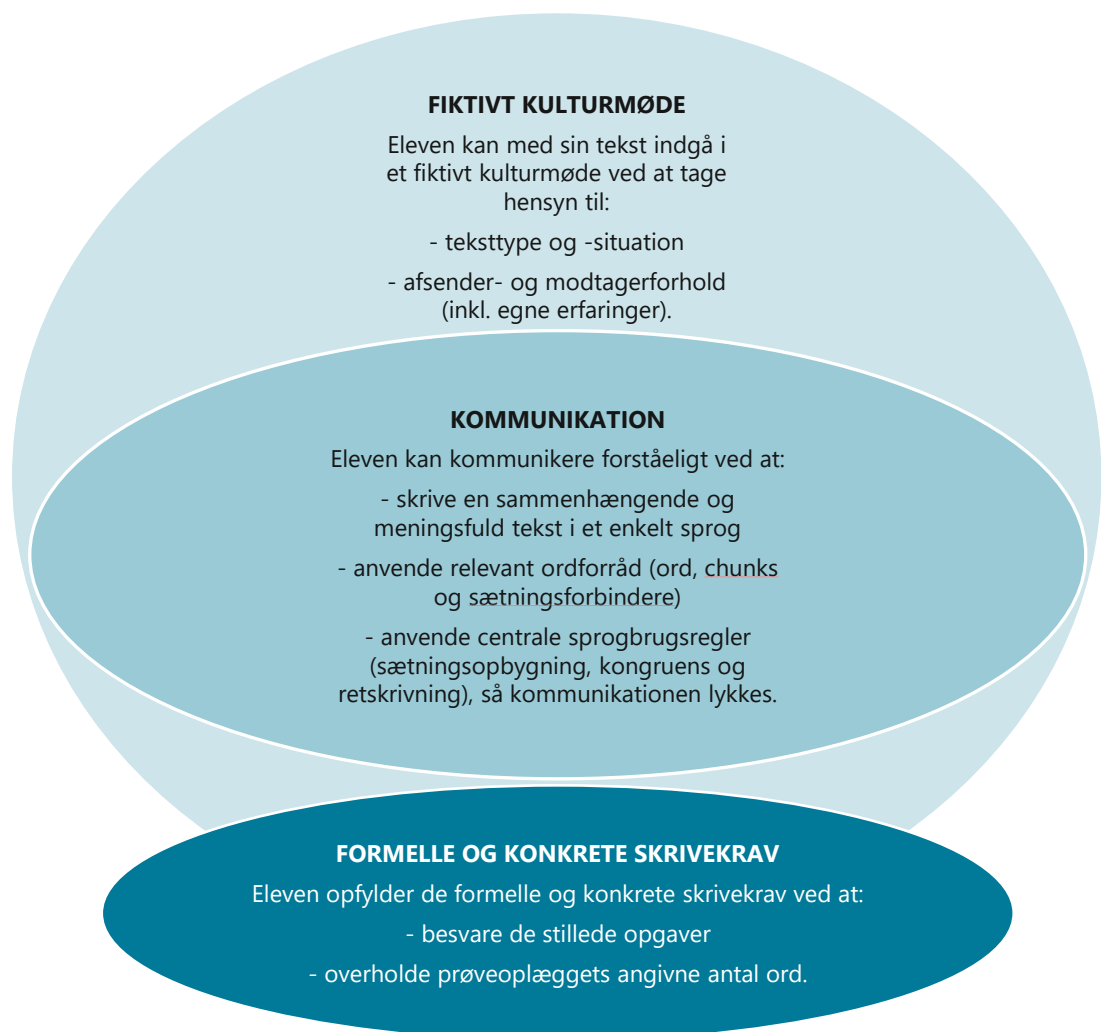 FIKTIVT KULTURMØDE
Eleven kan med sin tekst indgå i
et fiktivt kulturmøde ved at tage
hensyn til:
- teksttype og -situation
- afsender- og modtagerforhold
(inkl. egne erfaringer).
KOMMUNIKATION
Eleven kan kommunikere forståeligt ved at:
- skrive en sammenhængende og
meningsfuld tekst i et enkelt sprog
- anvende relevant ordforråd (ord, chunks
og sætningsforbindere)
- anvende centrale sprogbrugsregler
(sætningsopbygning, kongruens og
retskrivning), så kommunikationen lykkes.
FORMELLE OG KONKRETE SKRIVEKRAV
Eleven opfylder de formelle og konkrete skrivekrav ved at:
- besvare de stillede opgaver
- overholde prøveoplæggets angivne antal ord.